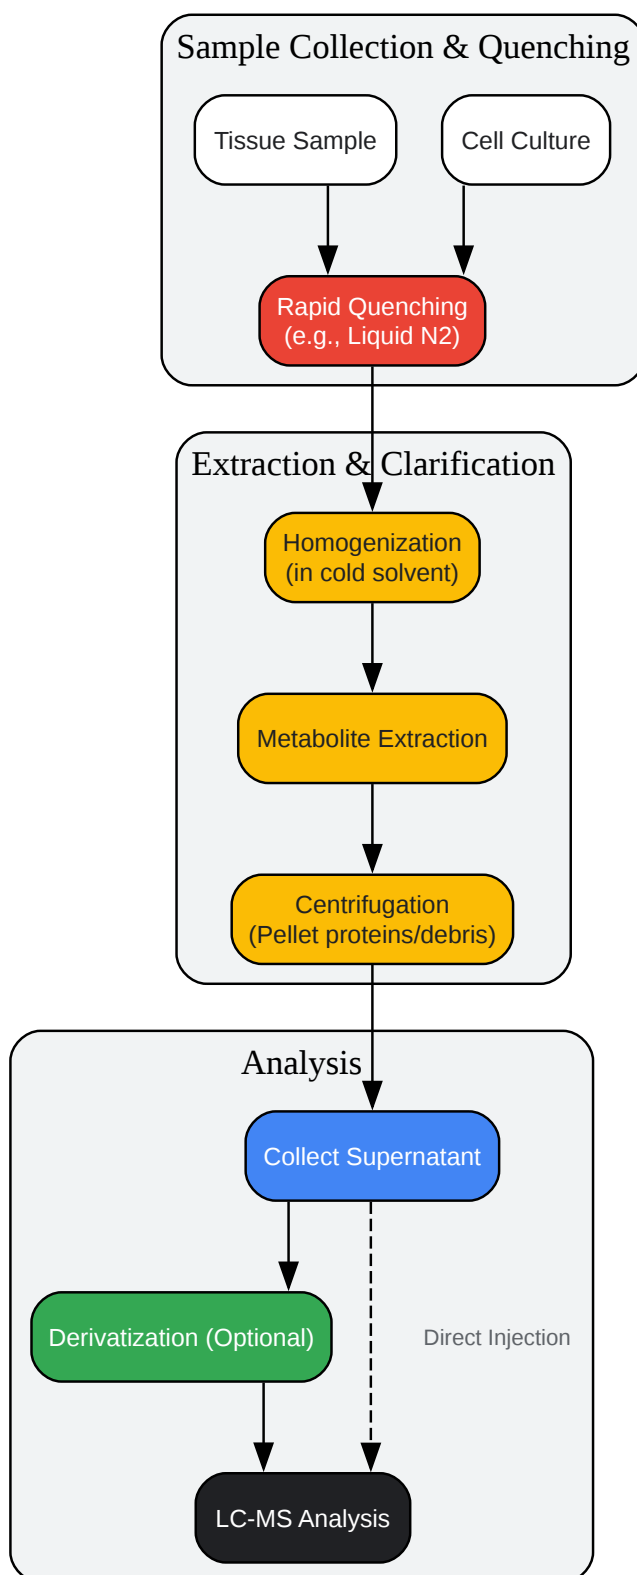 Sample Collection & Quenching
Tissue Sample
Cell Culture
Rapid Quenching
(e.g., Liquid N2)
Extraction & Clarification
Homogenization
(in cold solvent)
Metabolite Extraction
Centrifugation
(Pellet proteins/debris)
Analysis
Collect Supernatant
Derivatization (Optional)
Direct Injection
LC-MS Analysis